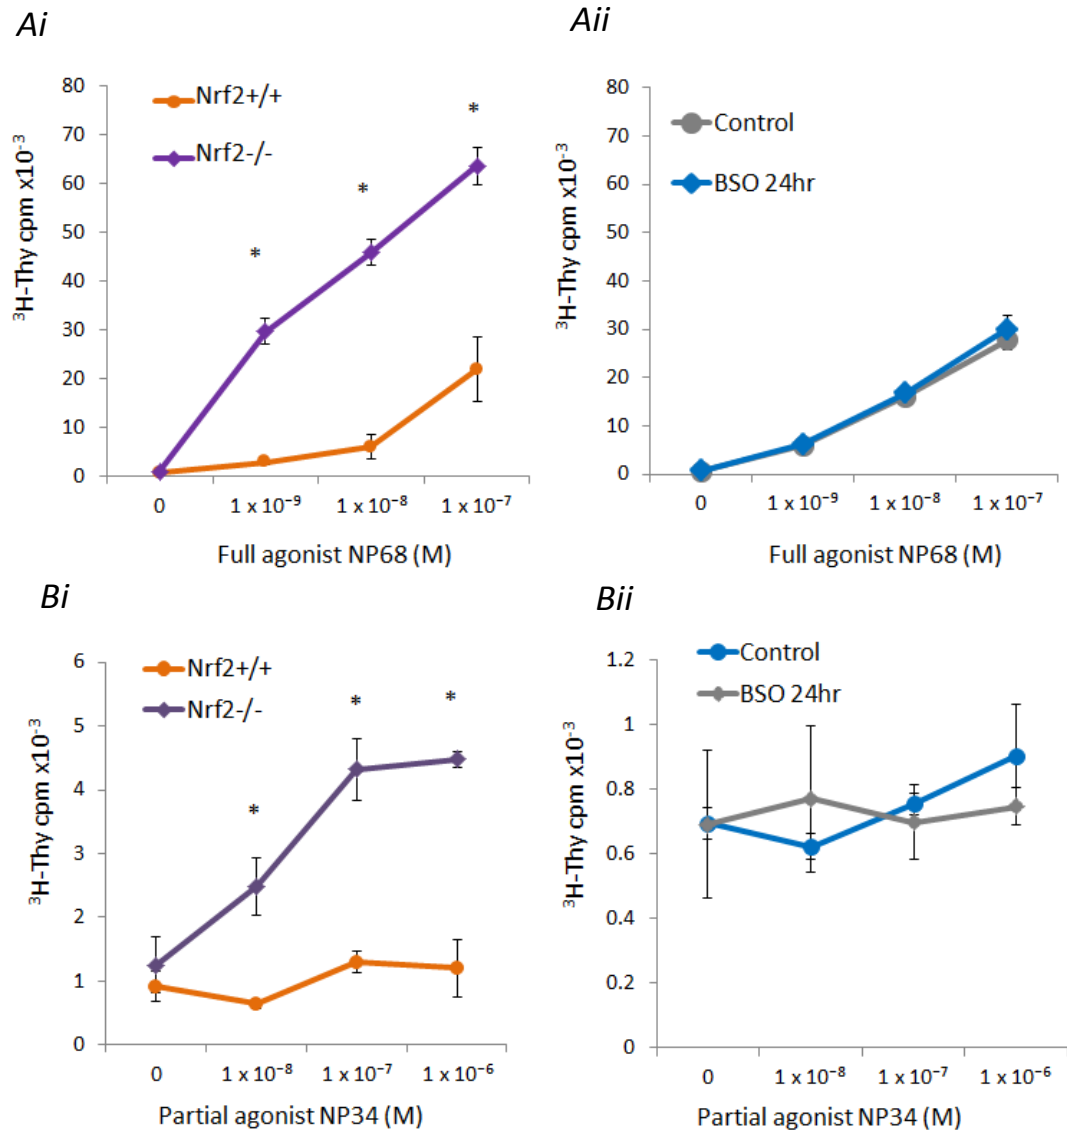 Ai
80
70
60
50
40
30
20
10
0
³H-Thy cpm x10⁻³
Nrf2+/+
Nrf2-/-
*
*
*
0
1 x 10⁻⁹
1 x 10⁻⁸
1 x 10⁻⁷
Full agonist NP68 (M)
Aii
80
70
60
50
40
30
20
10
0
³H-Thy cpm x10⁻³
Control
BSO 24hr
0
1 x 10⁻⁹
1 x 10⁻⁸
1 x 10⁻⁷
Full agonist NP68 (M)
Bi
6
5
4
3
2
1
0
³H-Thy cpm x10⁻³
Nrf2+/+
Nrf2-/-
*
*
*
0
1 x 10⁻⁸
1 x 10⁻⁷
1 x 10⁻⁶
Partial agonist NP34 (M)
Bii
1.2
1
0.8
0.6
0.4
0.2
0
³H-Thy cpm x10⁻³
Control
BSO 24hr
0
1 x 10⁻⁸
1 x 10⁻⁷
1 x 10⁻⁶
Partial agonist NP34 (M)